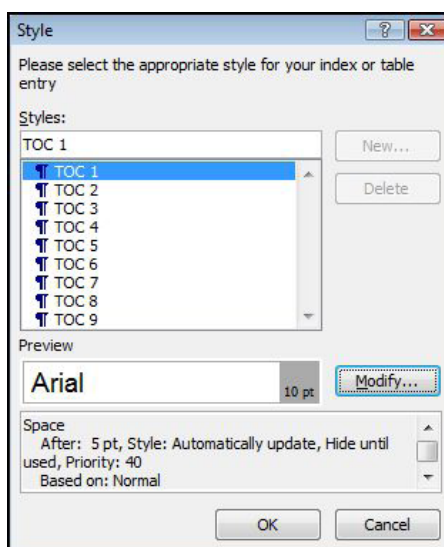 Style
Please select the appropriate style for your index or table
entry
Styles:
TOC 1
New...
TOC 1
TOC 2
Delete
TOC 3
TOC 4
TOC 5
TOC 6
TOC 7
TOC 8
TOC 9
Preview
Arial
10 pt
Modify...
Space
After: 5 pt, Style: Automatically update, Hide until
used, Priority: 40
Based on: Normal
OK
Cancel